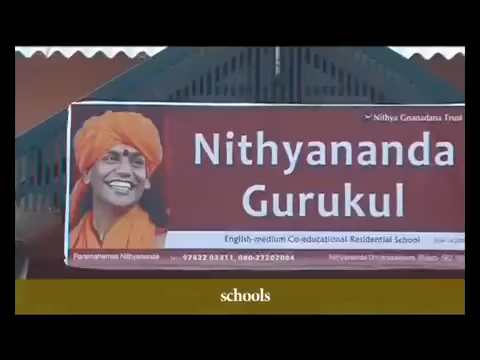 Nithya Gnanadana Trust
Nithyananda
Gurukul
English-medium Co-educational Residential School
Paramahamsa Nithyananda
97422 03311, 080-27202084
schools